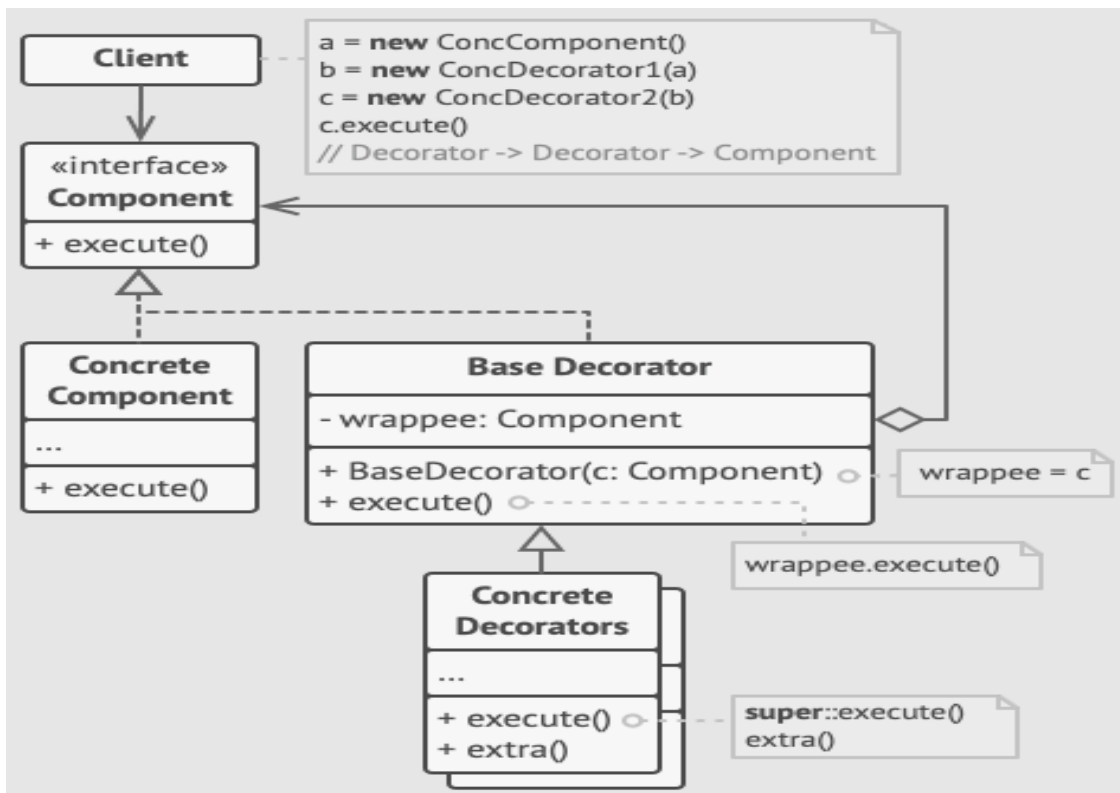 Client
a = new ConcComponent()
b = new ConcDecorator1(a)
c = new ConcDecorator2(b)
c.execute()
// Decorator -> Decorator -> Component
«interface»
Component
+ execute()
Concrete
Component
...
+ execute()
Base Decorator
- wrappee: Component
+ BaseDecorator(c: Component)
+ execute()
wrappee = c
wrappee.execute()
Concrete
Decorators
...
+ execute()
+ extra()
super::execute()
extra()